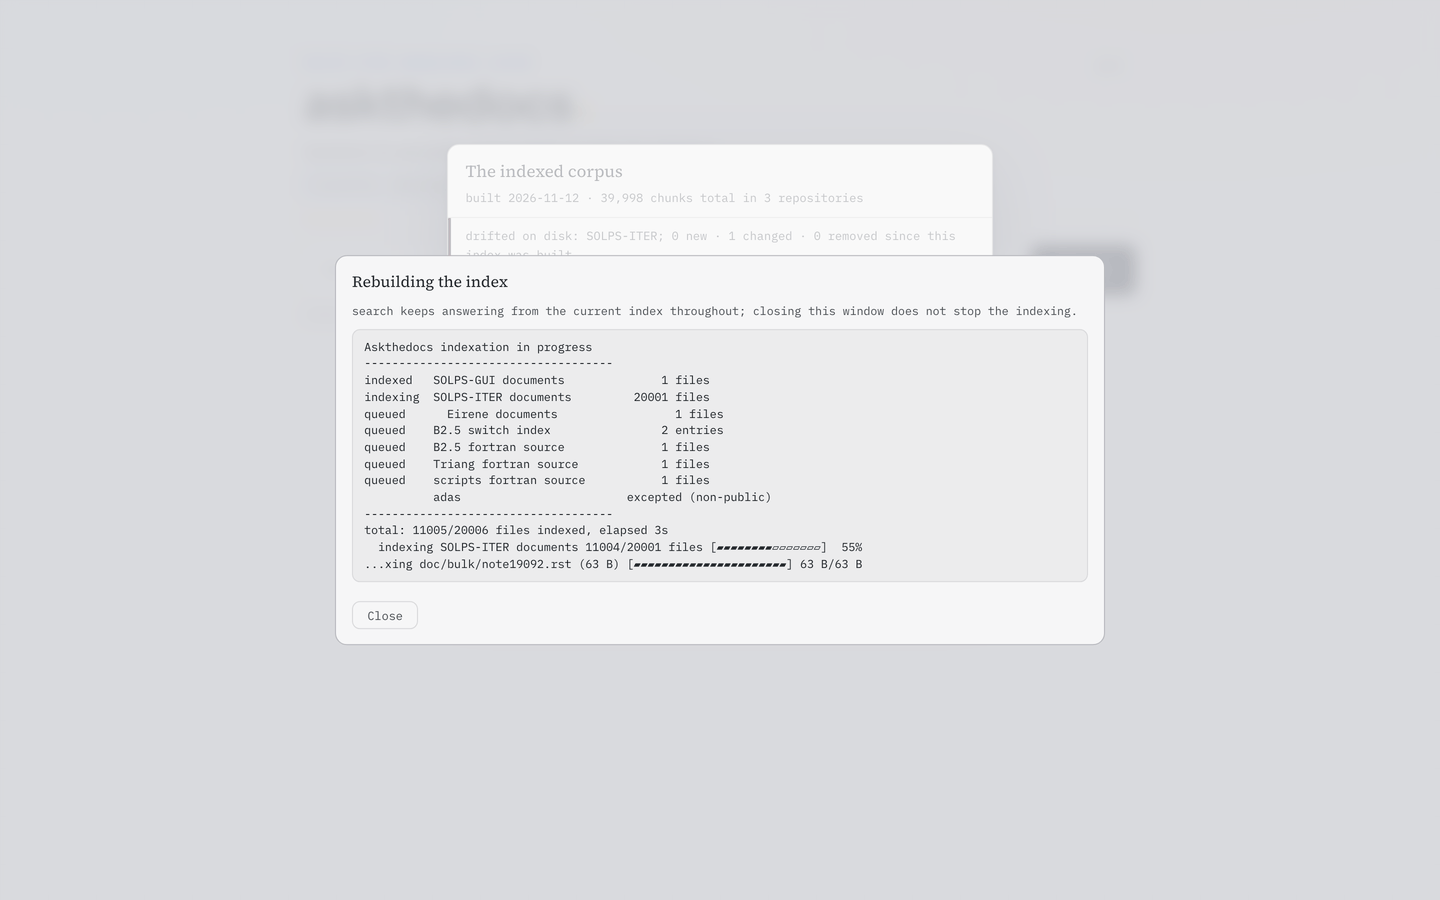 The indexed corpus
built 2026-11-12 · 39,998 chunks total in 3 repositories
drifted on disk: SOLPS-ITER; 0 new · 1 changed · 0 removed since this
index was built
Rebuilding the index
search keeps answering from the current index throughout; closing this window does not stop the indexing.
Askthedocs indexation in progress
------------------------------------
indexed   SOLPS-GUI documents              1 files
indexing  SOLPS-ITER documents         20001 files
queued      Eirene documents                 1 files
queued    B2.5 switch index                2 entries
queued    B2.5 fortran source              1 files
queued    Triang fortran source            1 files
queued    scripts fortran source           1 files
          adas                        excepted (non-public)
------------------------------------
total: 11005/20006 files indexed, elapsed 3s
  indexing SOLPS-ITER documents 11004/20001 files [▰▰▰▰▰▰▰▰▱▱▱▱▱▱▱]  55%
...xing doc/bulk/note19092.rst (63 B) [▰▰▰▰▰▰▰▰▰▰▰▰▰▰▰▰▰▰▰▰▰▰] 63 B/63 B
Close